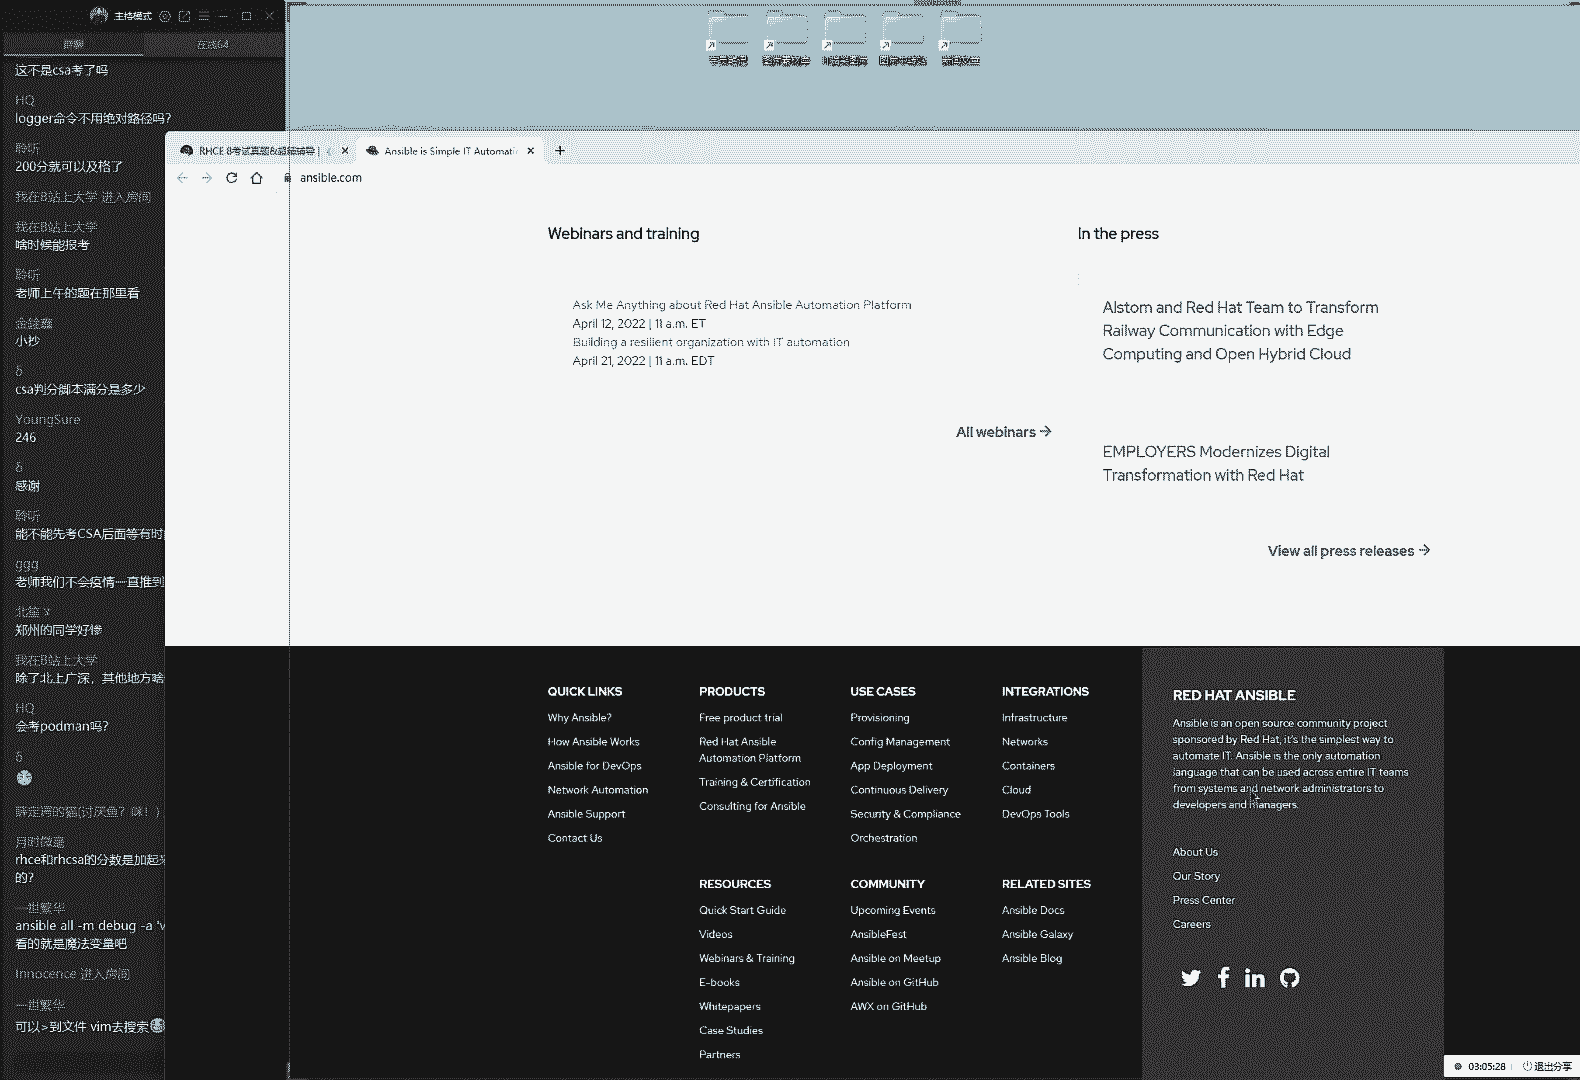 主持模式
群聊
在线64
这不是csa考了吗
HQ
logger命令不用绝对路径吗?
聆听
200分就可以及格了
我在B站上大学 进入房间
我在B站上大学
啥时候能报考
聆听
老师上午的题在那里看
小抄
δ
csa判分脚本满分是多少
YoungSure
246
δ
感谢
聆听
能不能先考CSA后面等有时
ggg
老师我们不会疫情一直推到
郑州的同学好惨
我在B站上大学
除了北上广深，其他地方啥
HQ
会考podman吗?
δ
月时微毫
rhce和rhcsa的分数是加起来
的?
一世繁华
ansible all -m debug -a 'v
看的就是魔法变量吧
Innocence 进入房间
一世繁华
可以>到文件 vim去搜索
RHCE 8考试真题&超链辅导 |
Ansible is Simple IT Automati
ansible.com
Webinars and training
Ask Me Anything about Red Hat Ansible Automation Platform
April 12, 2022 | 11 a.m. ET
Building a resilient organization with IT automation
April 21, 2022 | 11 a.m. EDT
All webinars →
In the press
Alstom and Red Hat Team to Transform
Railway Communication with Edge
Computing and Open Hybrid Cloud
EMPLOYERS Modernizes Digital
Transformation with Red Hat
View all press releases →
QUICK LINKS
Why Ansible?
How Ansible Works
Ansible for DevOps
Network Automation
Ansible Support
Contact Us
PRODUCTS
Free product trial
Red Hat Ansible
Automation Platform
Training & Certification
Consulting for Ansible
USE CASES
Provisioning
Config Management
App Deployment
Continuous Delivery
Security & Compliance
Orchestration
INTEGRATIONS
Infrastructure
Networks
Containers
Cloud
DevOps Tools
RESOURCES
Quick Start Guide
Videos
Webinars & Training
E-books
Whitepapers
Case Studies
Partners
COMMUNITY
Upcoming Events
AnsibleFest
Ansible on Meetup
Ansible on GitHub
AWX on GitHub
RELATED SITES
Ansible Docs
Ansible Galaxy
Ansible Blog
RED HAT ANSIBLE
Ansible is an open source community project
sponsored by Red Hat, it's the simplest way to
automate IT. Ansible is the only automation
language that can be used across entire IT teams
from systems and network administrators to
developers and managers.
About Us
Our Story
Press Center
Careers
03:05:28
退出分享